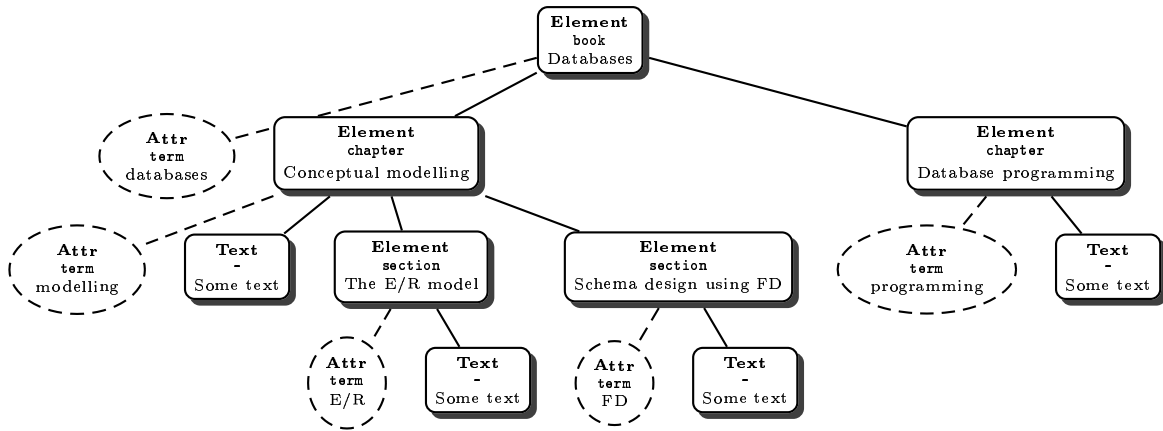 Element
book
Databases
Attr
term
databases
Element
chapter
Conceptual modelling
Element
chapter
Database programming
Attr
term
modelling
Text
-
Some text
Element
section
The E/R model
Element
section
Schema design using FD
Attr
term
programming
Text
-
Some text
Attr
term
E/R
Text
-
Some text
Attr
term
FD
Text
-
Some text